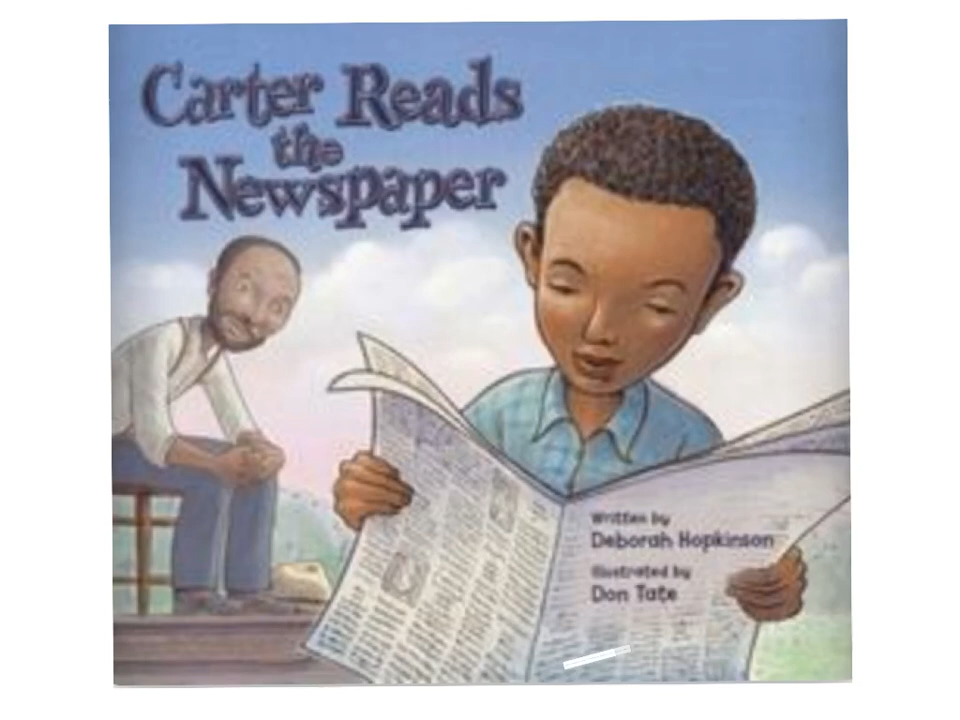 Carter Reads
the
Newspaper
Written by
Deborah Hopkinson
Illustrated by
Don Tate